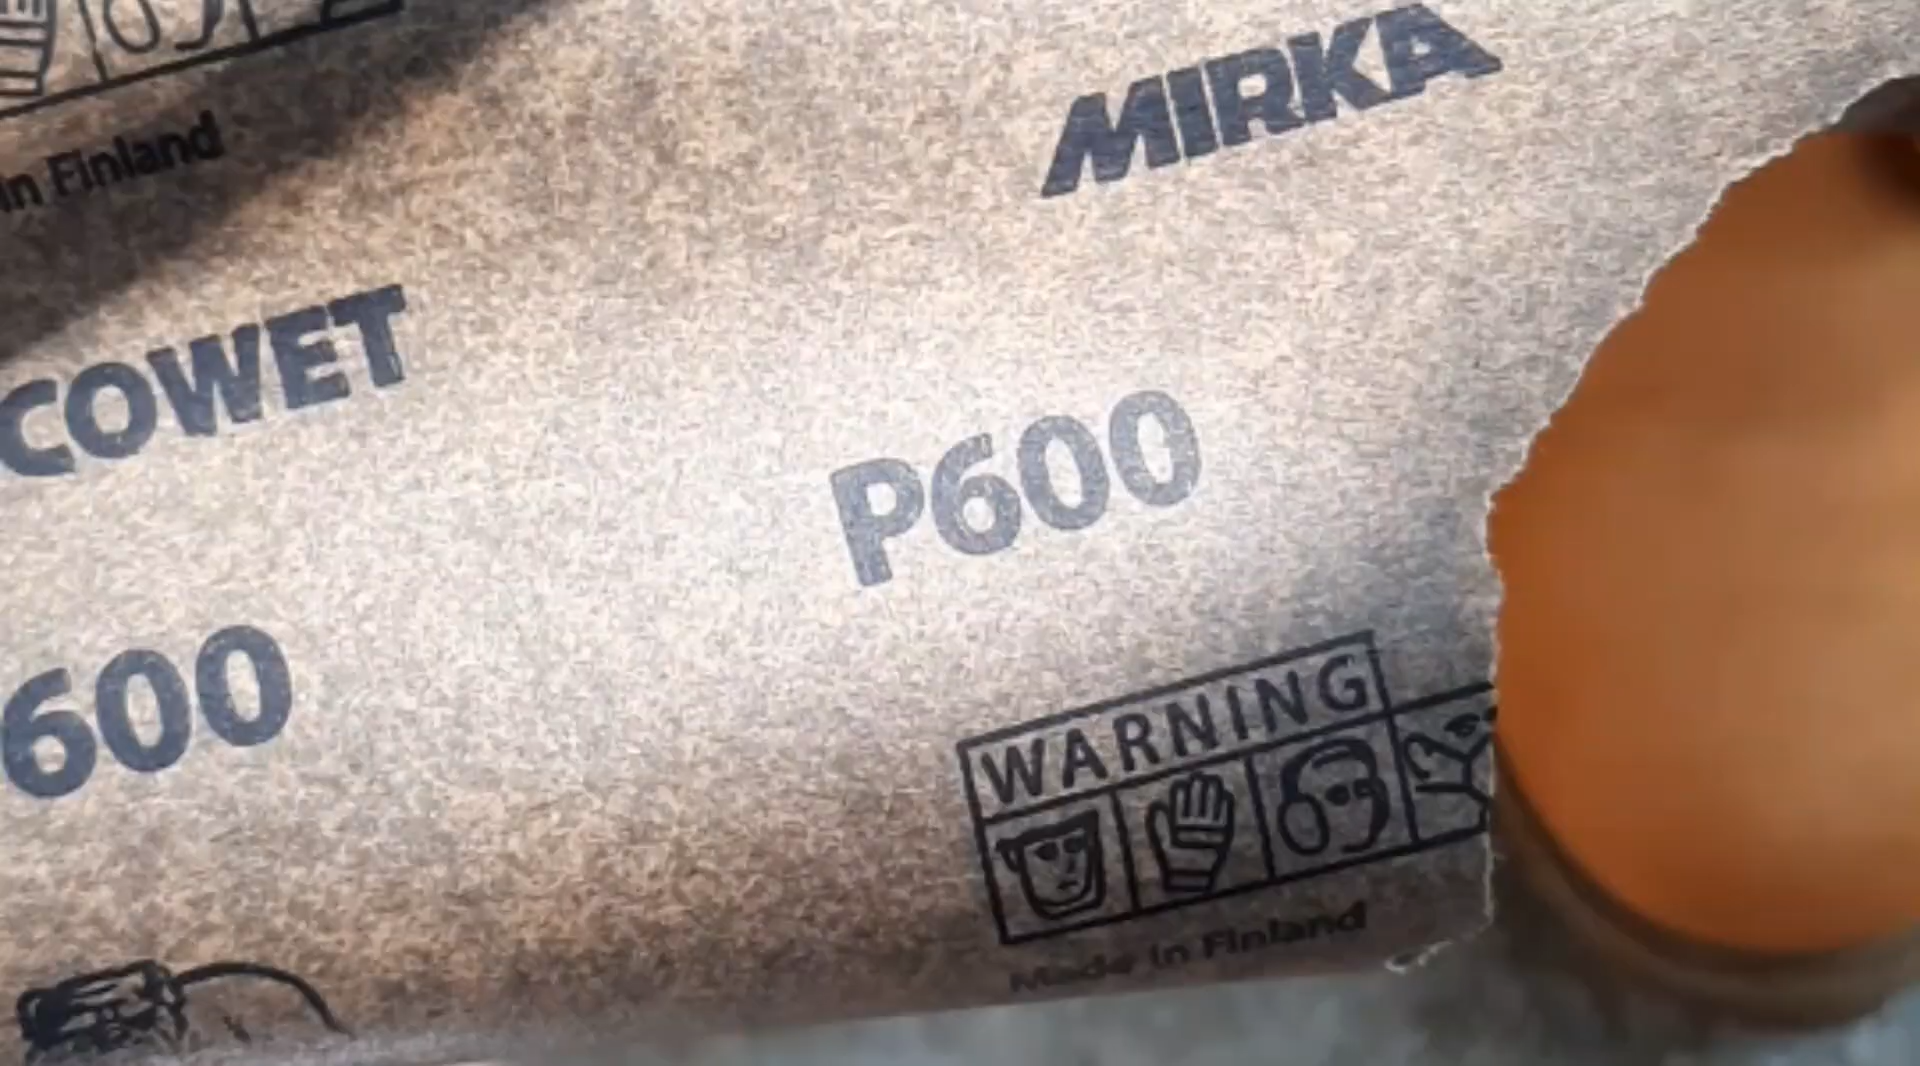 in Finland
MIRKA
COWET
P600
600
WARNING
Made in Finland